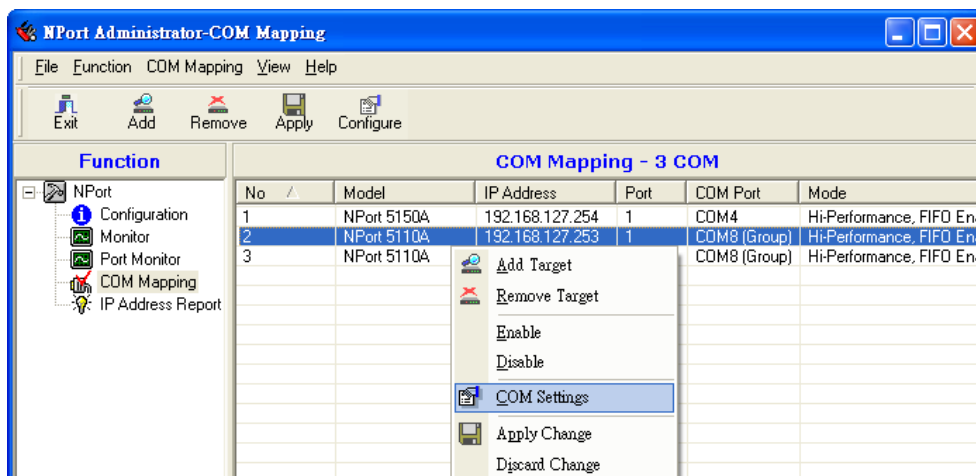 NPort Administrator-COM Mapping
File Function COM Mapping View Help
Exit Add Remove Apply Configure
Function
COM Mapping - 3 COM
NPort
Configuration
Monitor
Port Monitor
COM Mapping
IP Address Report
No Model IP Address Port COM Port Mode
1 NPort 5150A 192.168.127.254 1 COM4 Hi-Performance, FIFO En
2 NPort 5110A 192.168.127.253 1 COM8 (Group) Hi-Performance, FIFO En
3 NPort 5110A COM8 (Group) Hi-Performance, FIFO En
Add Target
Remove Target
Enable
Disable
COM Settings
Apply Change
Discard Change